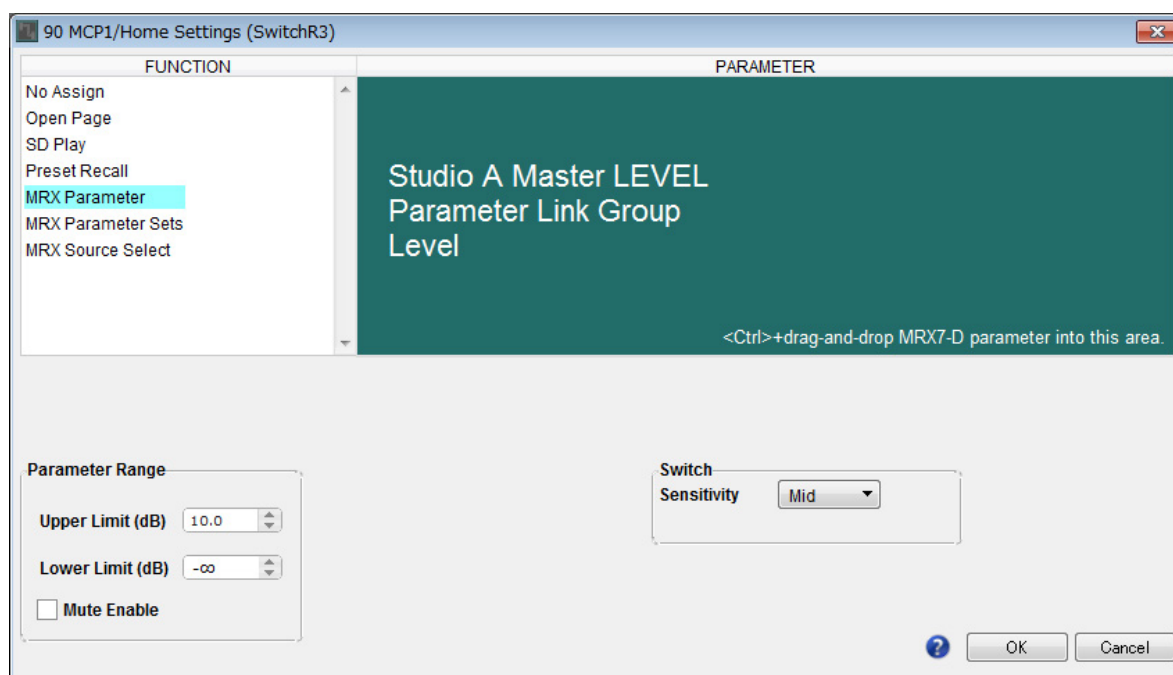 90 MCP1/Home Settings (SwitchR3)
FUNCTION
PARAMETER
No Assign
Open Page
SD Play
Preset Recall
MRX Parameter
MRX Parameter Sets
MRX Source Select
Studio A Master LEVEL
Parameter Link Group
Level
<Ctrl>+drag-and-drop MRX7-D parameter into this area.
Parameter Range
Upper Limit (dB) 10.0
Lower Limit (dB) -∞
Mute Enable
Switch
Sensitivity Mid
? OK Cancel